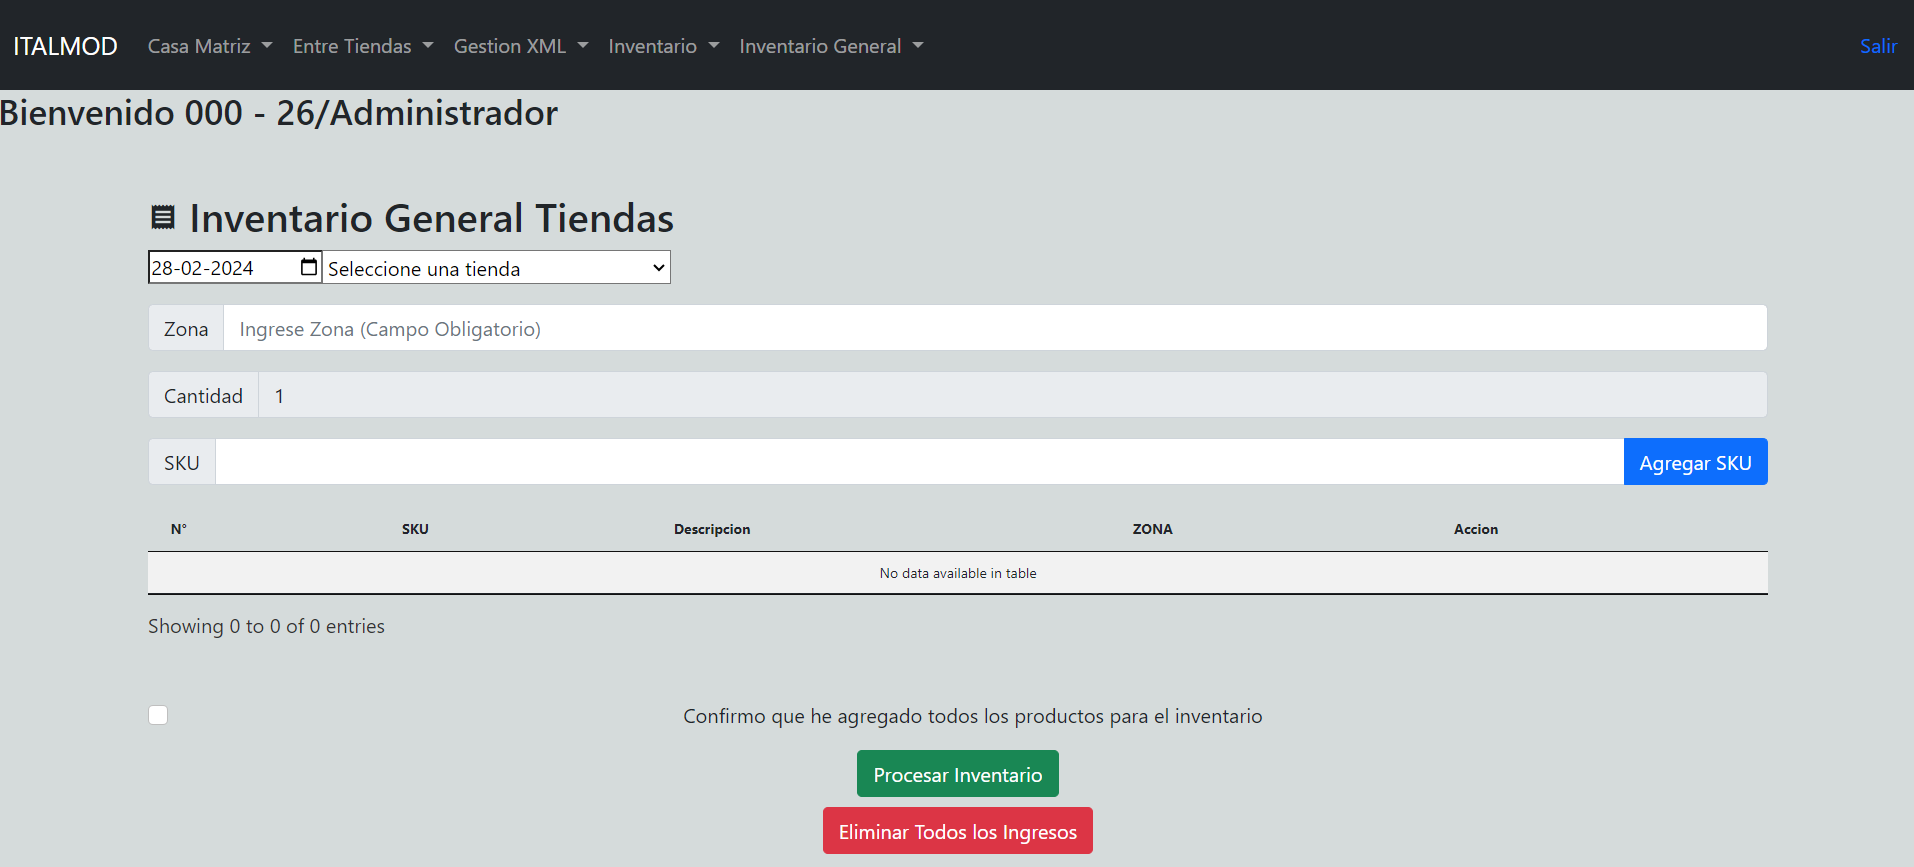 ITALMOD Casa Matriz Entre Tiendas Gestion XML Inventario Inventario General Salir
Bienvenido 000 - 26/Administrador
Inventario General Tiendas
28-02-2024 Seleccione una tienda
Zona Ingrese Zona (Campo Obligatorio)
Cantidad 1
SKU Agregar SKU
N° SKU Descripcion ZONA Accion
No data available in table
Showing 0 to 0 of 0 entries
Confirmo que he agregado todos los productos para el inventario
Procesar Inventario
Eliminar Todos los Ingresos